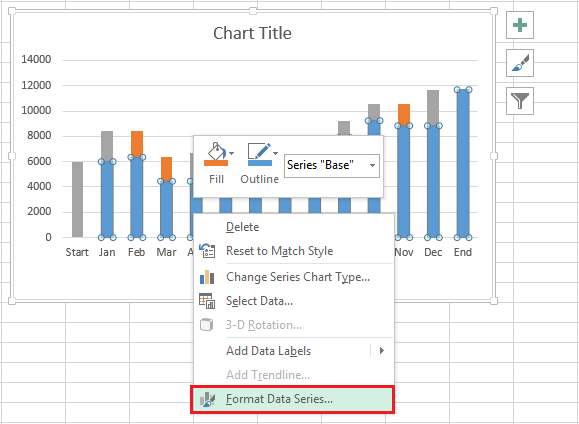 Chart Title
14000
12000
10000
8000
6000
4000
2000
0
Start Jan Feb Mar Nov Dec End
Fill Outline Series "Base"
Delete
Reset to Match Style
Change Series Chart Type...
Select Data...
3-D Rotation...
Add Data Labels
Add Trendline...
Format Data Series...